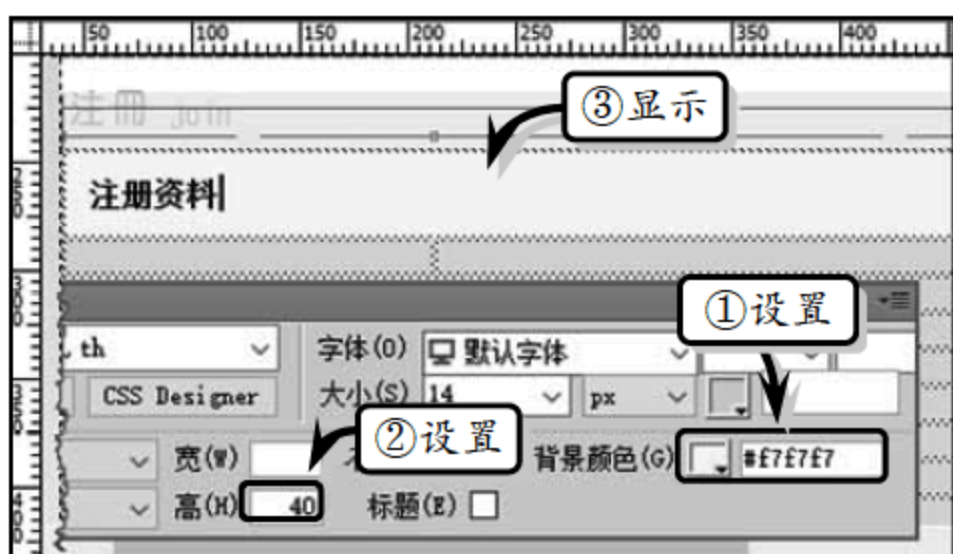 50 100 150 200 250 300 350 400
③显示
注册 Join
注册资料
①设置
th 字体(O) 默认字体
CSS Designer 大小(S) 14 px
②设置
宽(W) 背景颜色(G) #f7f7f7
高(H) 40 标题(E)